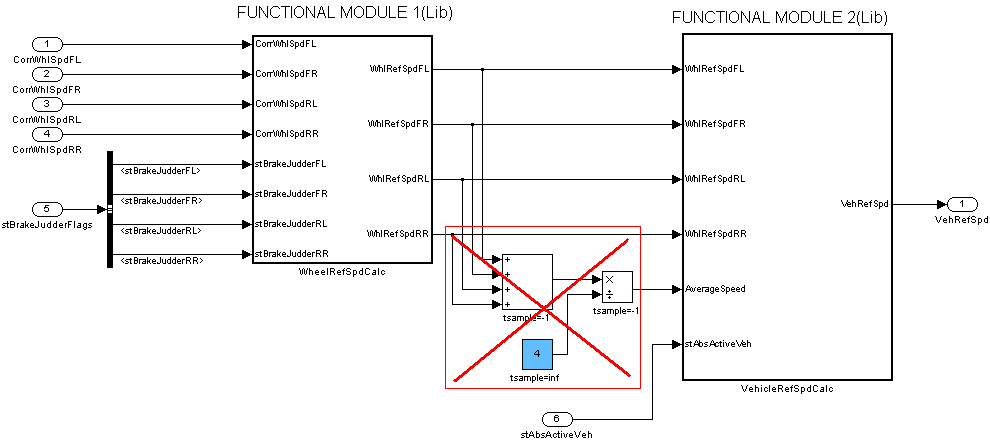 FUNCTIONAL MODULE 1(Lib)
FUNCTIONAL MODULE 2(Lib)
1
CorrWhlSpdFL
2
CorrWhlSpdFR
3
CorrWhlSpdRL
4
CorrWhlSpdRR
5
stBrakeJudderFlags
<stBrakeJudderFL>
<stBrakeJudderFR>
<stBrakeJudderRL>
<stBrakeJudderRR>
CorrWhlSpdFL
CorrWhlSpdFR
CorrWhlSpdRL
CorrWhlSpdRR
stBrakeJudderFL
stBrakeJudderFR
stBrakeJudderRL
stBrakeJudderRR
WhlRefSpdFL
WhlRefSpdFR
WhlRefSpdRL
WhlRefSpdRR
WheelRefSpdCalc
+
+
+
+
tsample=-1
×
÷
tsample=-1
4
tsample=inf
6
stAbsActiveVeh
WhlRefSpdFL
WhlRefSpdFR
WhlRefSpdRL
WhlRefSpdRR
AverageSpeed
stAbsActiveVeh
VehRefSpd
VehicleRefSpdCalc
1
VehRefSpd